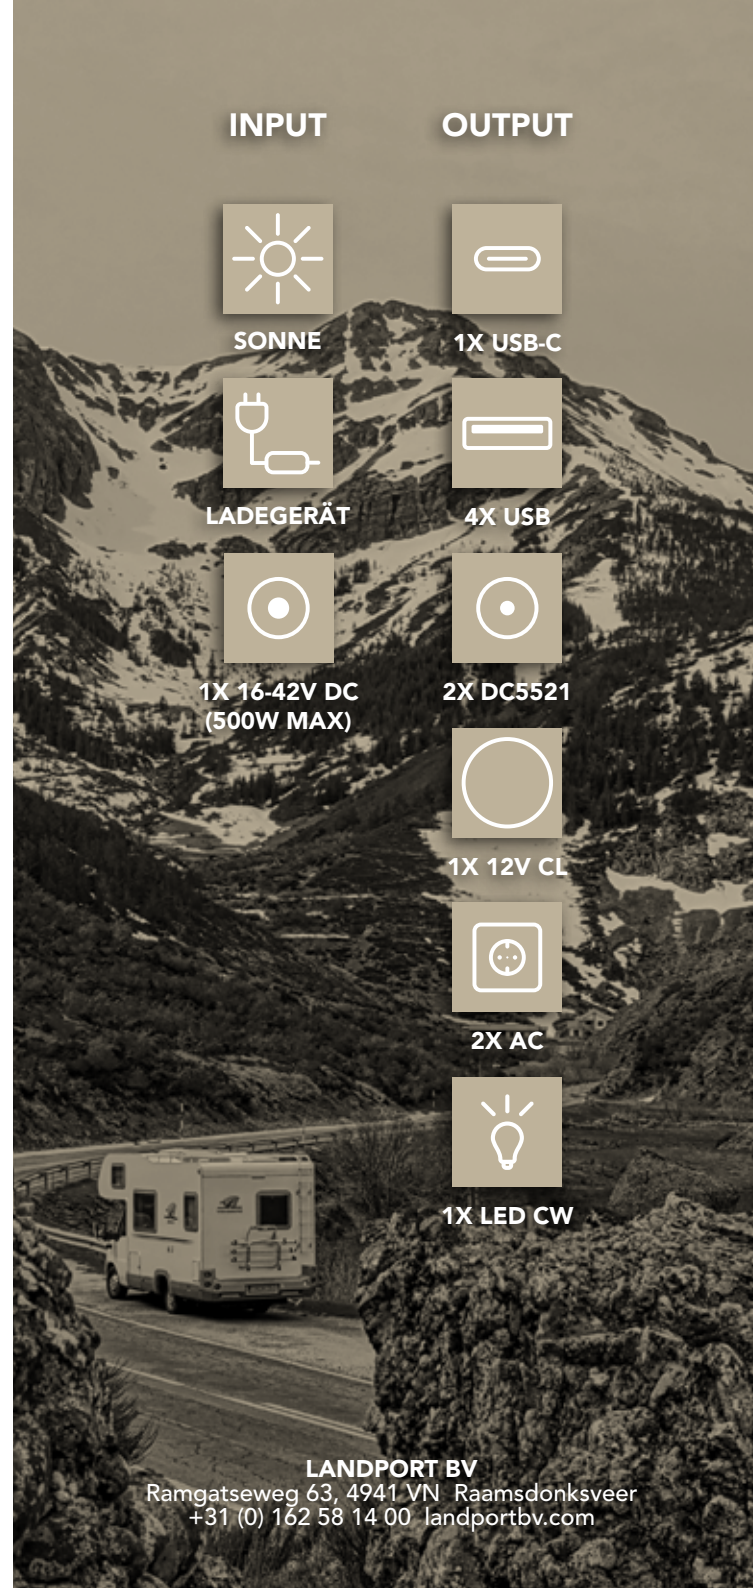 INPUT
OUTPUT
SONNE
1X USB-C
LADEGERÄT
4X USB
1X 16-42V DC
(500W MAX)
2X DC5521
1X 12V CL
2X AC
1X LED CW
LANDPORT BV
Ramgatseweg 63, 4941 VN  Raamsdonksveer
+31 (0) 162 58 14 00  landportbv.com